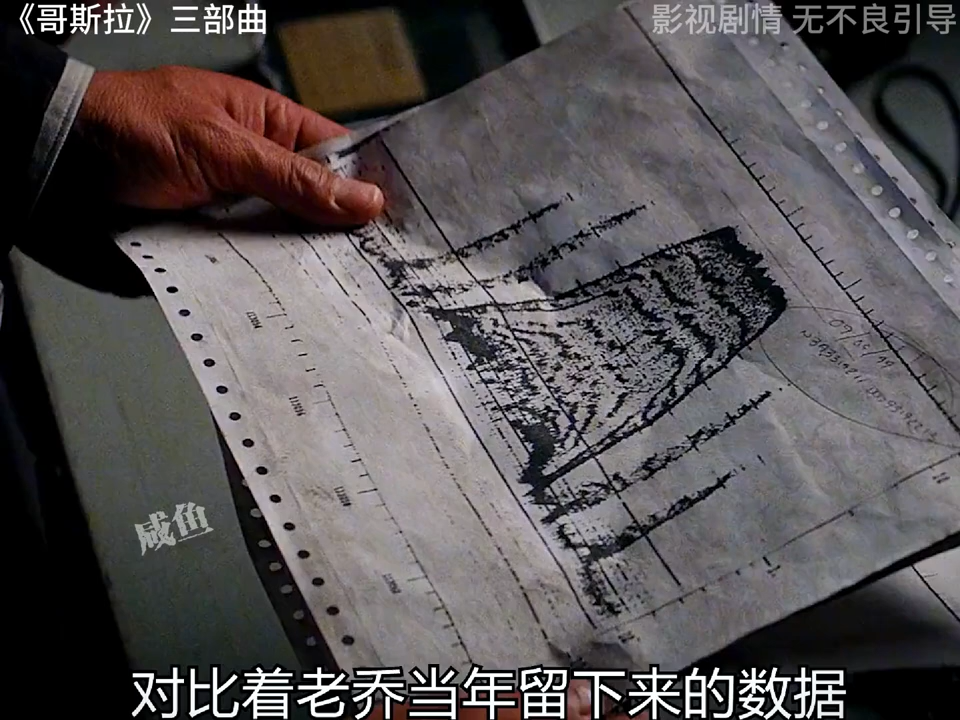 《哥斯拉》三部曲
影视剧情 无不良引导
咸鱼
对比着老乔当年留下来的数据